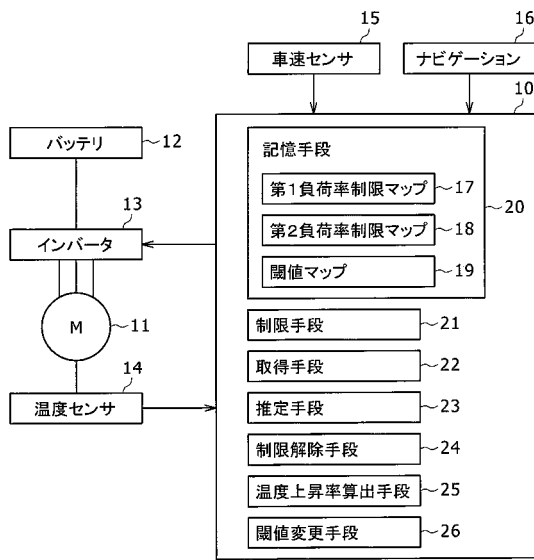 15
車速センサ
16
ナビゲーション
10
バッテリ
12
13
インバータ
M
11
14
温度センサ
記憶手段
第1負荷率制限マップ
17
第2負荷率制限マップ
18
閾値マップ
19
20
制限手段
21
取得手段
22
推定手段
23
制限解除手段
24
温度上昇率算出手段
25
閾値変更手段
26